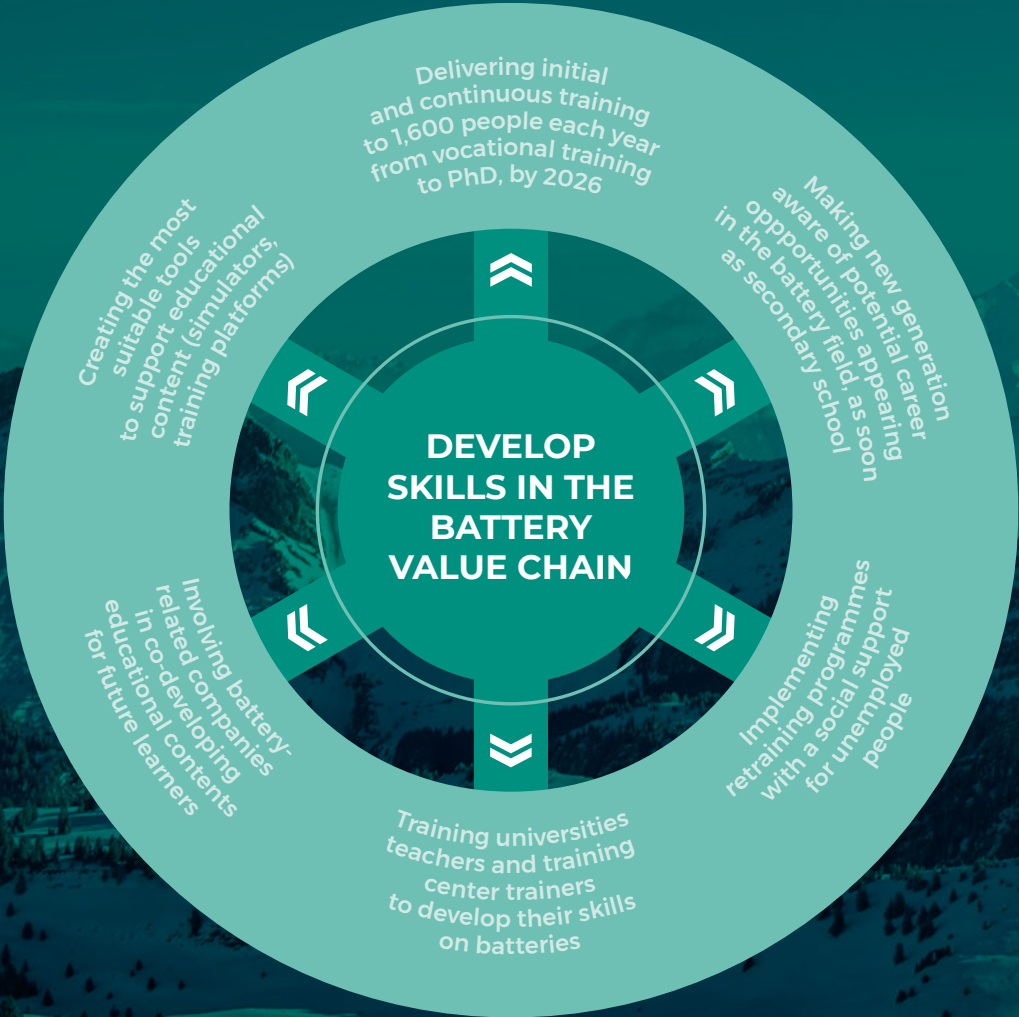 DEVELOP
SKILLS IN THE
BATTERY
VALUE CHAIN
Delivering initial
and continuous training
to 1,600 people each year
from vocational training
to PhD, by 2026
Making new generation
aware of potential career
oppportunities appearing
in the battery field, as soon
as secondary school
Implementing
retraining programmes
with a social support
for unemployed
people
Training universities
teachers and training
center trainers
to develop their skills
on batteries
Involving battery-
related companies
in co-developing
educational contents
for future learners
Creating the most
suitable tools
to support educational
content (simulators,
training platforms)